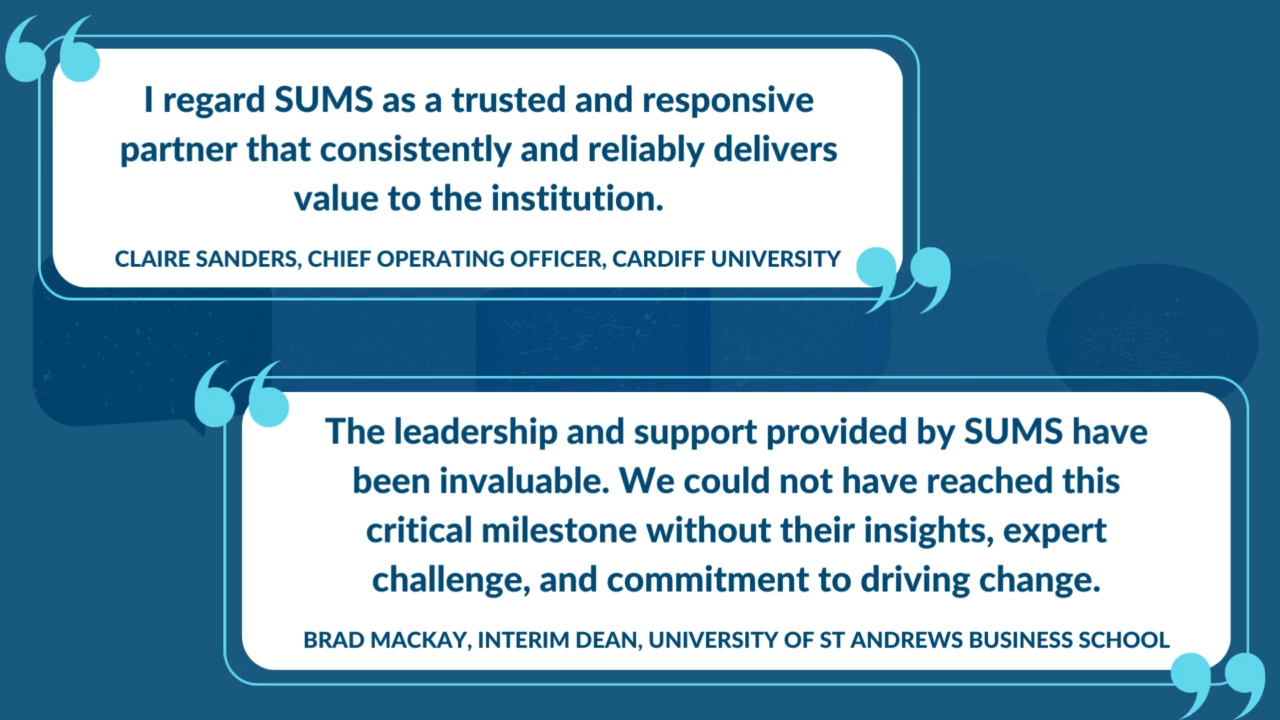 I regard SUMS as a trusted and responsive
partner that consistently and reliably delivers
value to the institution.
CLAIRE SANDERS, CHIEF OPERATING OFFICER, CARDIFF UNIVERSITY
The leadership and support provided by SUMS have
been invaluable. We could not have reached this
critical milestone without their insights, expert
challenge, and commitment to driving change.
BRAD MACKAY, INTERIM DEAN, UNIVERSITY OF ST ANDREWS BUSINESS SCHOOL